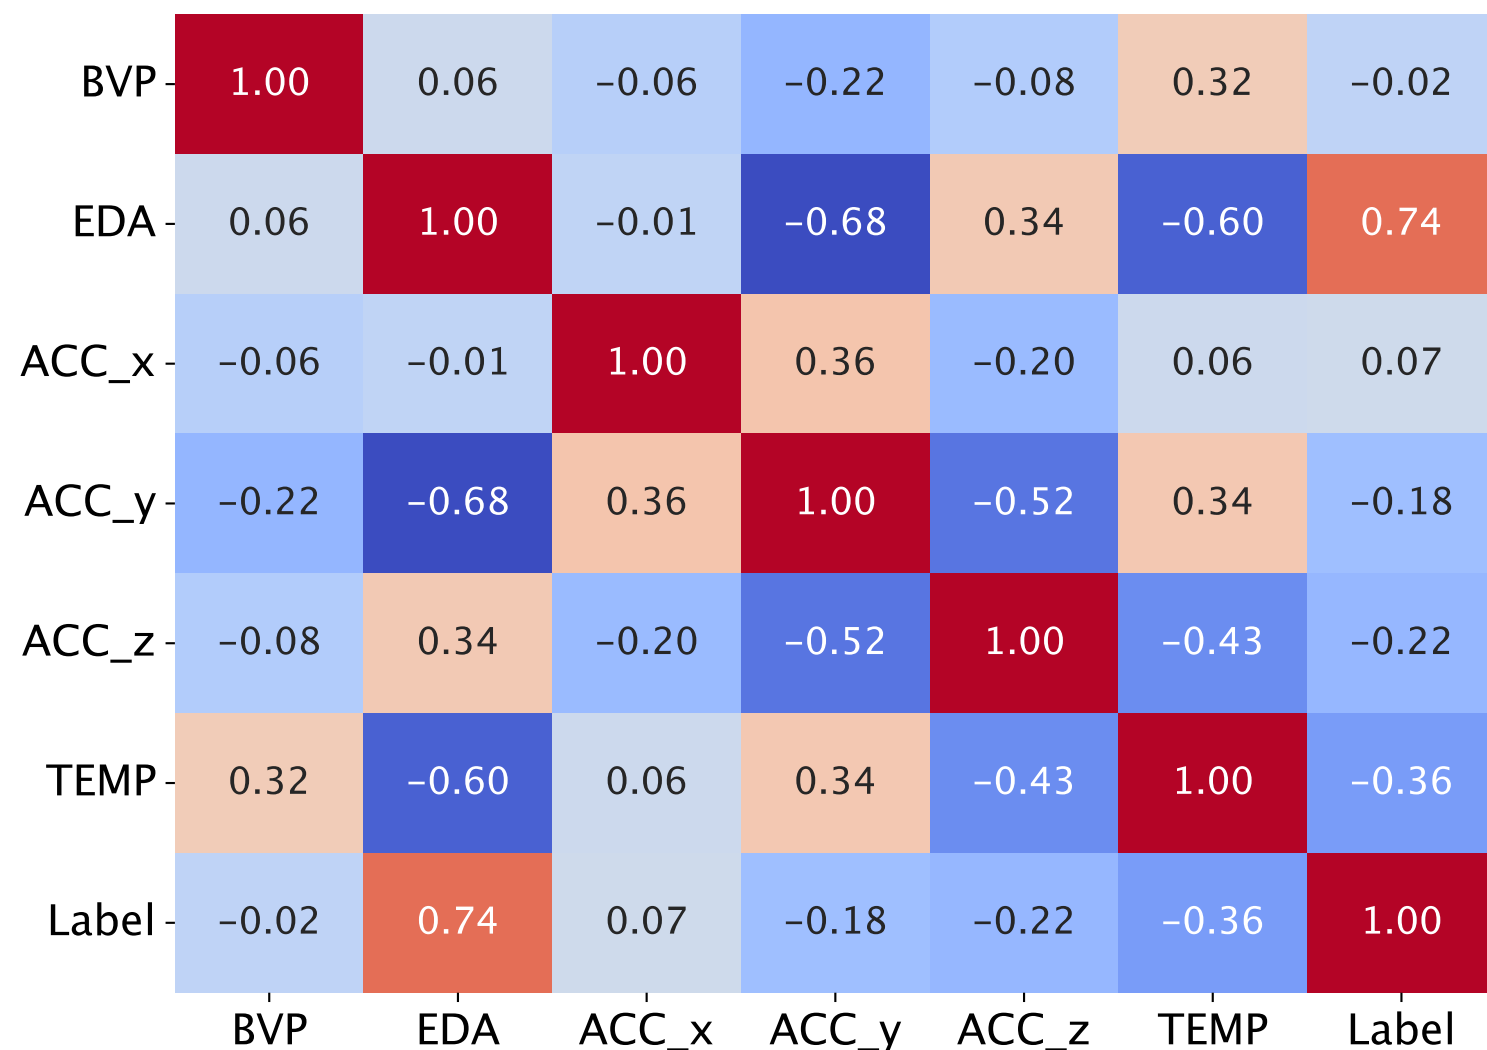 BVP 1.00 0.06 −0.06 −0.22 −0.08 0.32 −0.02
EDA 0.06 1.00 −0.01 −0.68 0.34 −0.60 0.74
ACC_x −0.06 −0.01 1.00 0.36 −0.20 0.06 0.07
ACC_y −0.22 −0.68 0.36 1.00 −0.52 0.34 −0.18
ACC_z −0.08 0.34 −0.20 −0.52 1.00 −0.43 −0.22
TEMP 0.32 −0.60 0.06 0.34 −0.43 1.00 −0.36
Label −0.02 0.74 0.07 −0.18 −0.22 −0.36 1.00
BVP EDA ACC_x ACC_y ACC_z TEMP Label